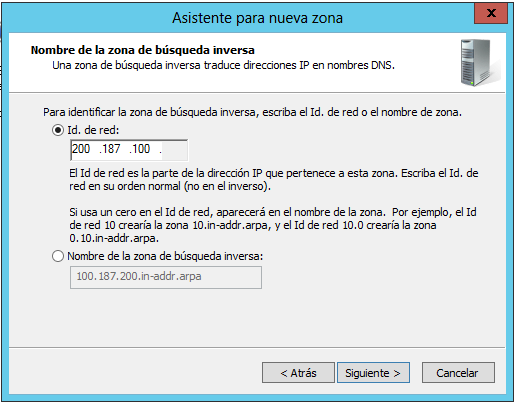 Asistente para nueva zona
x
Nombre de la zona de búsqueda inversa
Una zona de búsqueda inversa traduce direcciones IP en nombres DNS.
Para identificar la zona de búsqueda inversa, escriba el Id. de red o el nombre de zona.
Id. de red:
200 .187 .100 .
El Id de red es la parte de la dirección IP que pertenece a esta zona. Escriba el Id. de
red en su orden normal (no en el inverso).
Si usa un cero en el Id de red, aparecerá en el nombre de la zona. Por ejemplo, el Id
de red 10 crearía la zona 10.in-addr.arpa, y el Id de red 10.0 crearía la zona
0.10.in-addr.arpa.
Nombre de la zona de búsqueda inversa:
100.187.200.in-addr.arpa
< Atrás
Siguiente >
Cancelar